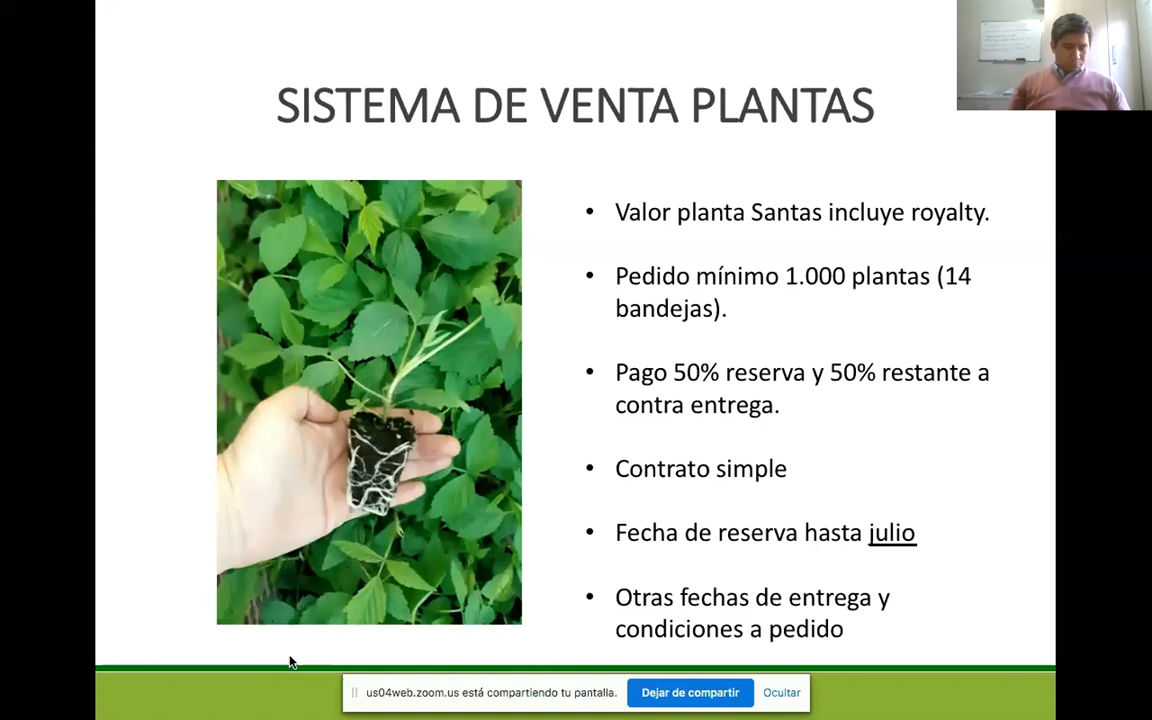 SISTEMA DE VENTA PLANTAS
• Valor planta Santas incluye royalty.
• Pedido mínimo 1.000 plantas (14
bandejas).
• Pago 50% reserva y 50% restante a
contra entrega.
• Contrato simple
• Fecha de reserva hasta julio
• Otras fechas de entrega y
condiciones a pedido
us04web.zoom.us está compartiendo tu pantalla.
Dejar de compartir
Ocultar